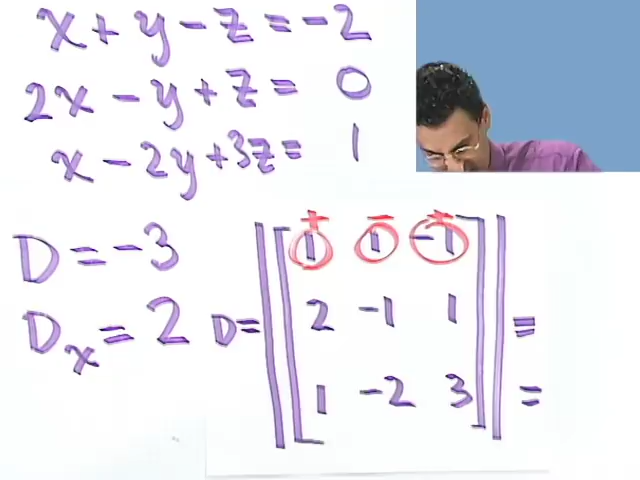 x + y - z = -2
2x - y + z = 0
x - 2y + 3z = 1
D = -3
Dx = 2
+ - +
1 1 -1
D = 2 -1 1 =
1 -2 3 =